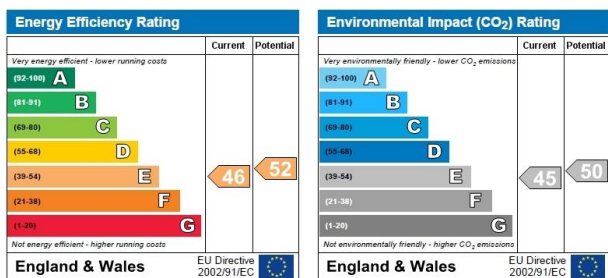 Energy Efficiency Rating
Current Potential
Very energy efficient - lower running costs
(92-100) A
(81-91) B
(69-80) C
(55-68) D
(39-54) E
46 52
(21-38) F
(1-20) G
Not energy efficient - higher running costs
England & Wales
EU Directive
2002/91/EC
Environmental Impact (CO₂) Rating
Current Potential
Very environmentally friendly - lower CO₂ emissions
(92-100) A
(81-91) B
(69-80) C
(55-68) D
(39-54) E
45 50
(21-38) F
(1-20) G
Not environmentally friendly - higher CO₂ emissions
England & Wales
EU Directive
2002/91/EC